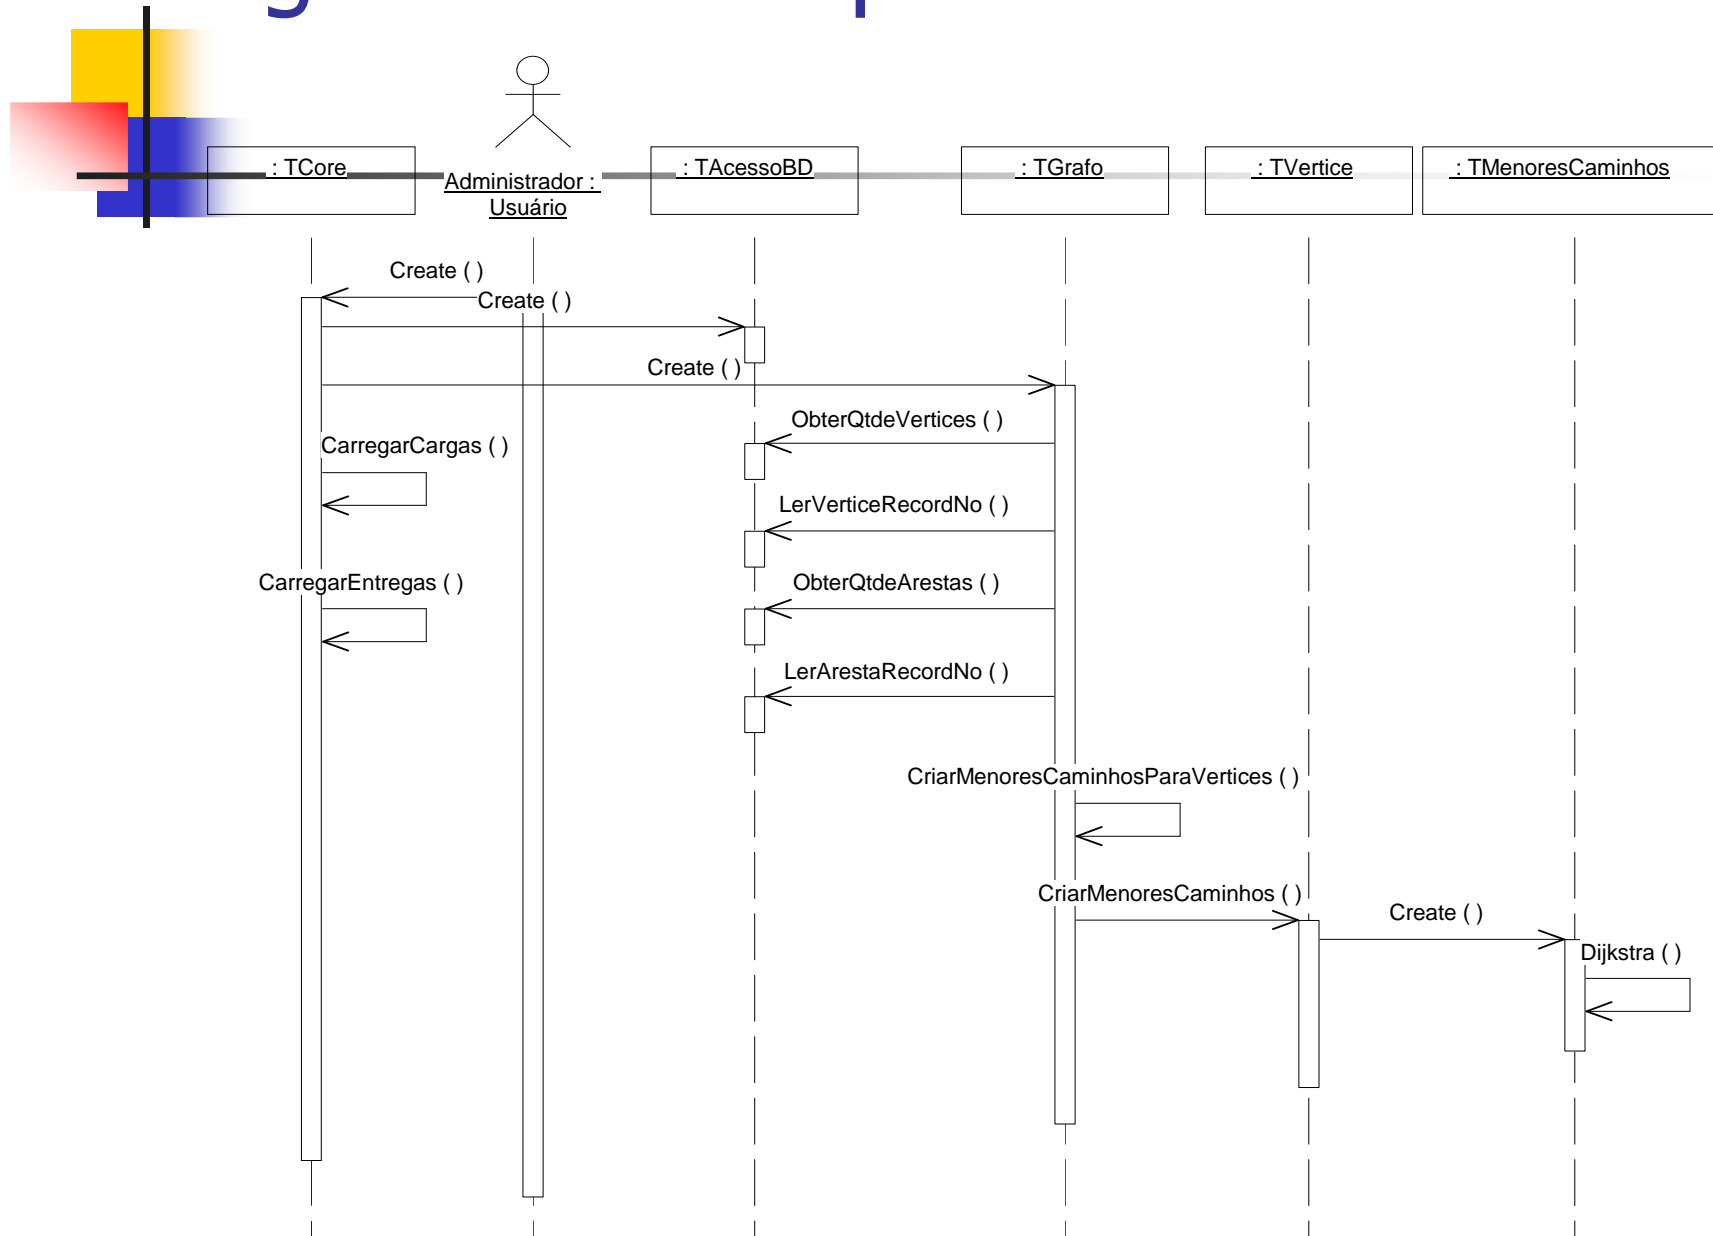 : TCore
Administrador :
Usuário
: TAcessoBD
: TGrafo
: TVertice
: TMenoresCaminhos
Create ( )
Create ( )
Create ( )
ObterQtdeVertices ( )
CarregarCargas ( )
LerVerticeRecordNo ( )
CarregarEntregas ( )
ObterQtdeArestas ( )
LerArestaRecordNo ( )
CriarMenoresCaminhosParaVertices ( )
CriarMenoresCaminhos ( )
Create ( )
Dijkstra ( )